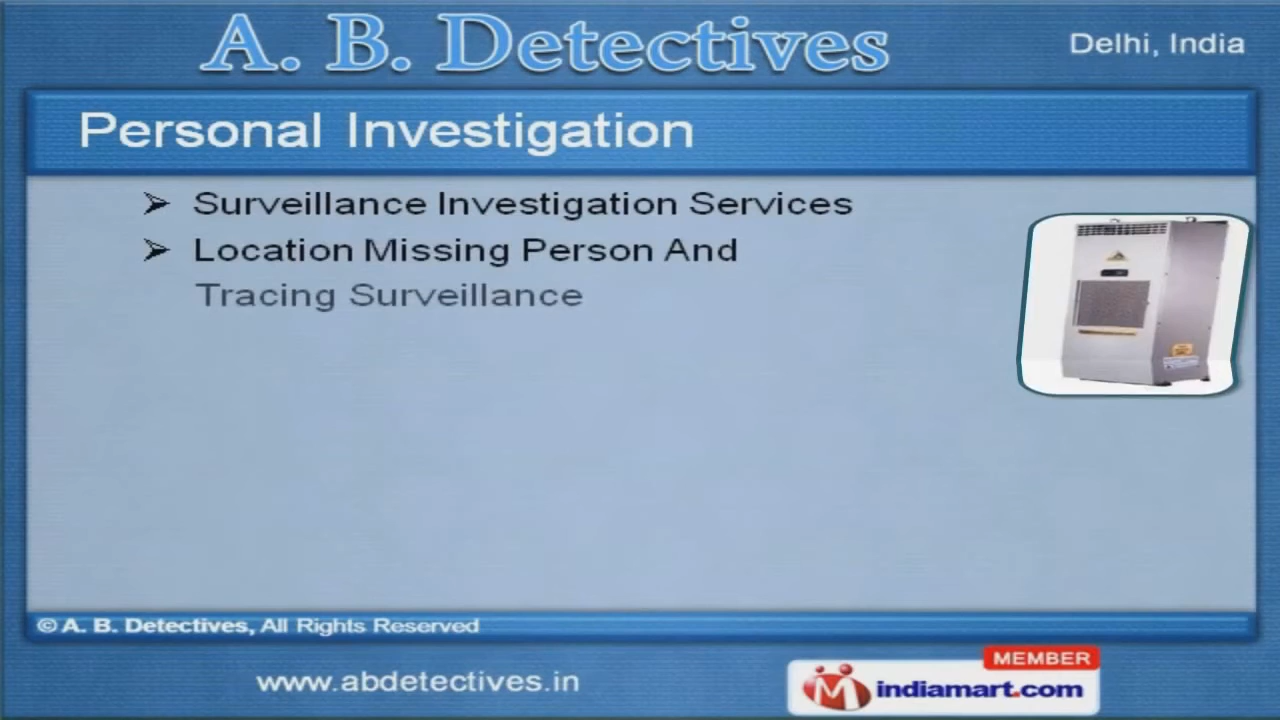 A. B. Detectives
Delhi, India
Personal Investigation
➢ Surveillance Investigation Services
➢ Location Missing Person And
Tracing Surveillance
© A. B. Detectives, All Rights Reserved
www.abdetectives.in
MEMBER
indiamart.com